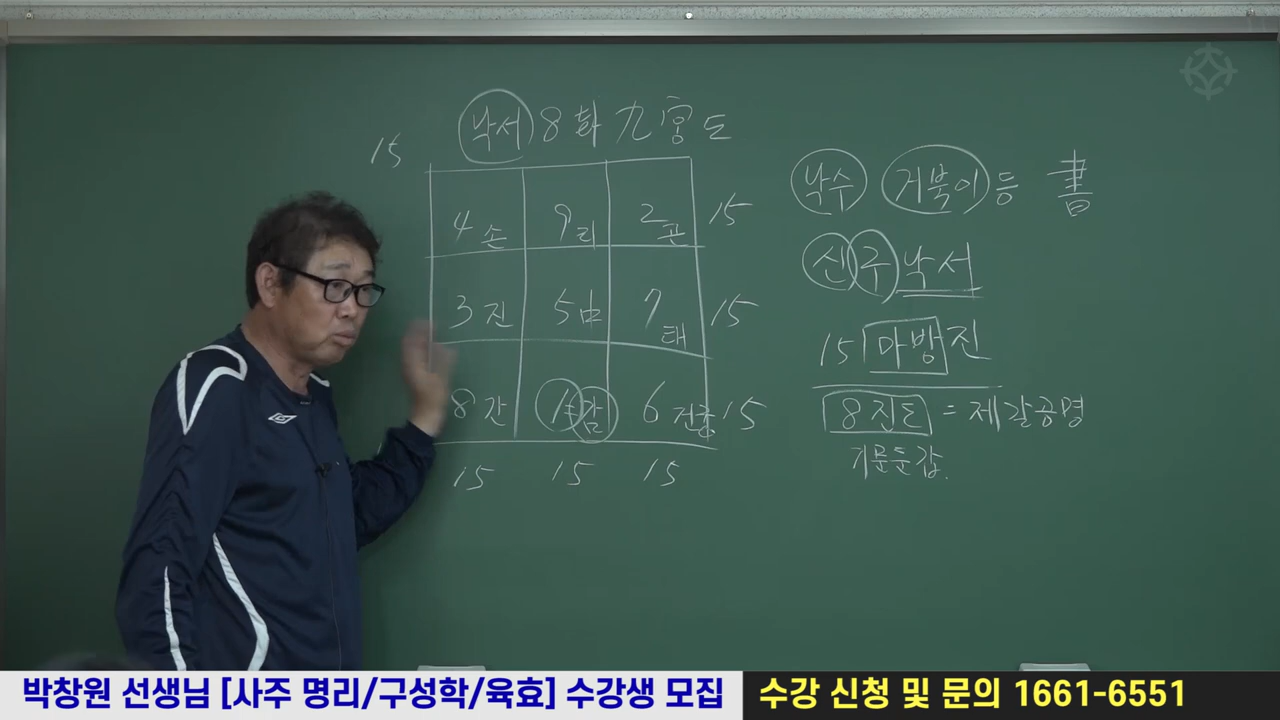 낙서 8화 九宮도
15
4 손 9 리 2 곤 15
3 진 5 中 7 태 15
8 간 1 감 6 건 15
15 15 15
낙수 거북이 등 書
신구낙서
15 마방진
8진도 = 제갈공명
기문둔갑.
박창원 선생님 [사주 명리/구성학/육효] 수강생 모집
수강 신청 및 문의 1661-6551